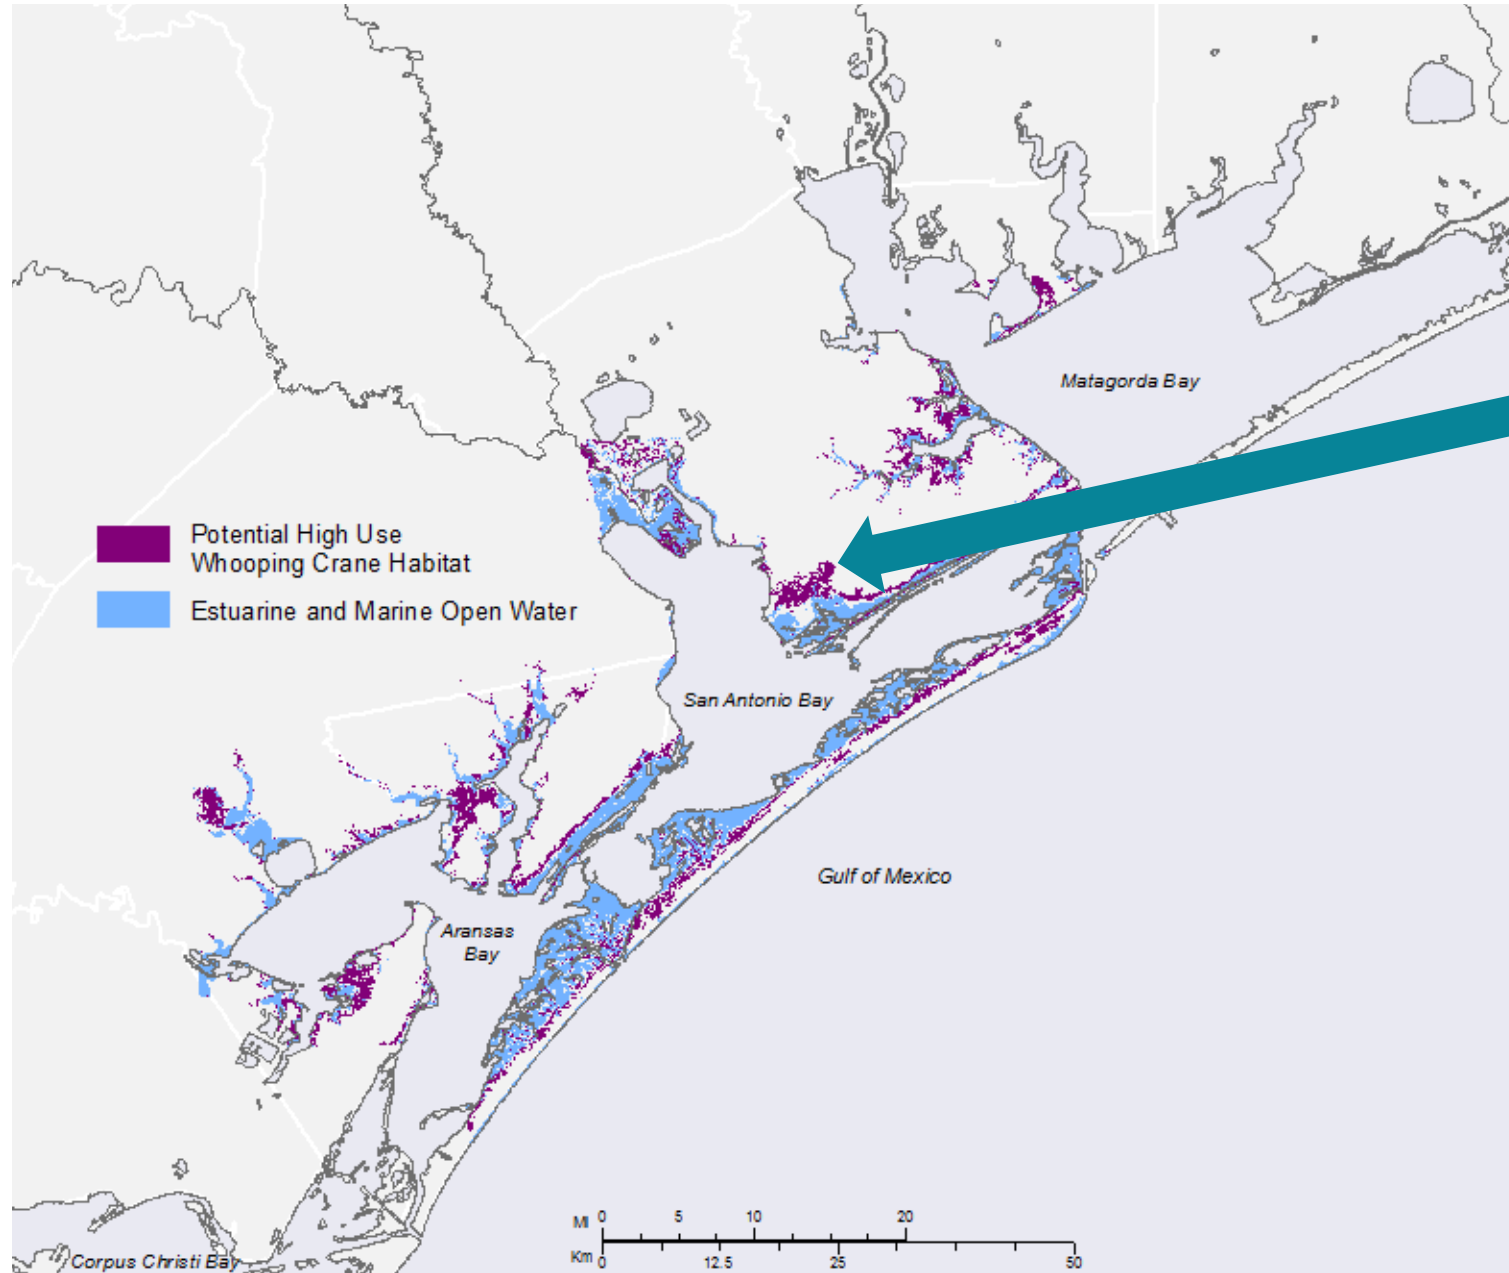 Matagorda Bay
Potential High Use
Whooping Crane Habitat
Estuarine and Marine Open Water
San Antonio Bay
Gulf of Mexico
Aransas
Bay
MI 0 5 10 20
Km 0 12.5 25 50
Corpus Christi Bay